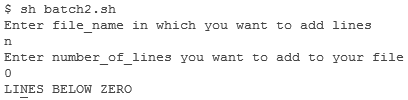 $ sh batch2.sh
Enter file_name in which you want to add lines
n
Enter number_of_lines you want to add to your file
0
LINES BELOW ZERO